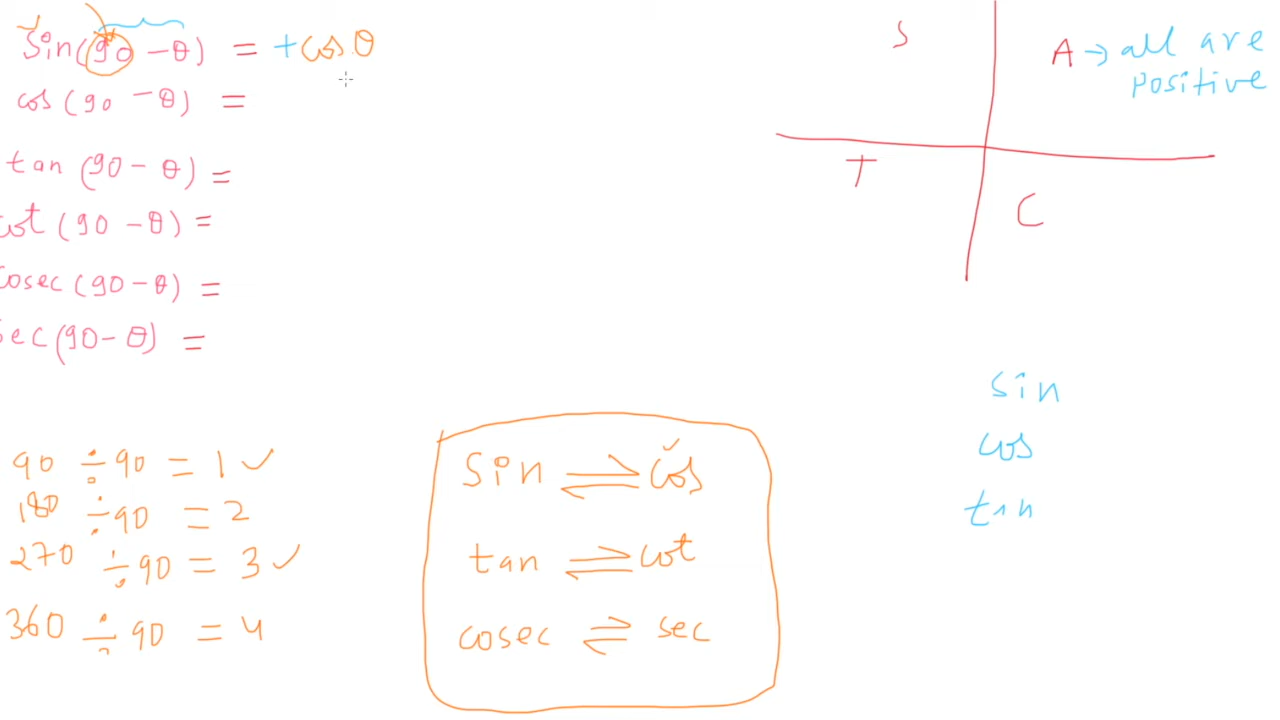 sin(90 - θ) = + cos θ
cos(90 - θ) =
tan (90 - θ) =
cot (90 - θ) =
cosec (90 - θ) =
sec (90 - θ) =
S
A → all are
positive
T
C
sin
cos
tan
90 ÷ 90 = 1 ✓
180 ÷ 90 = 2
270 ÷ 90 = 3 ✓
360 ÷ 90 = 4
sin ⇌ cos
tan ⇌ cot
cosec ⇌ sec